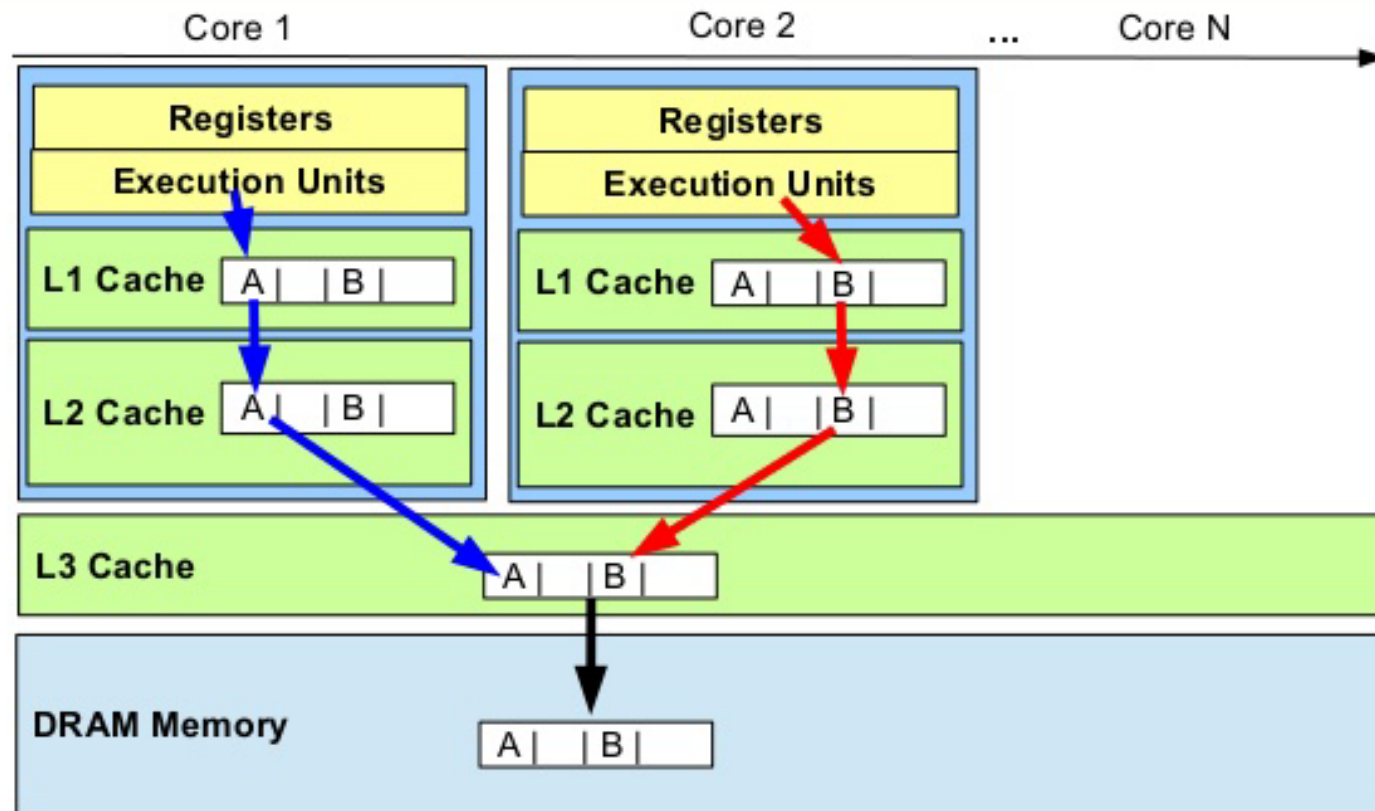 Core 1 Core 2 ... Core N
Registers Registers
Execution Units Execution Units
L1 Cache A | | B | L1 Cache A | | B |
L2 Cache A | | B | L2 Cache A | | B |
L3 Cache A | | B |
DRAM Memory A | | B |